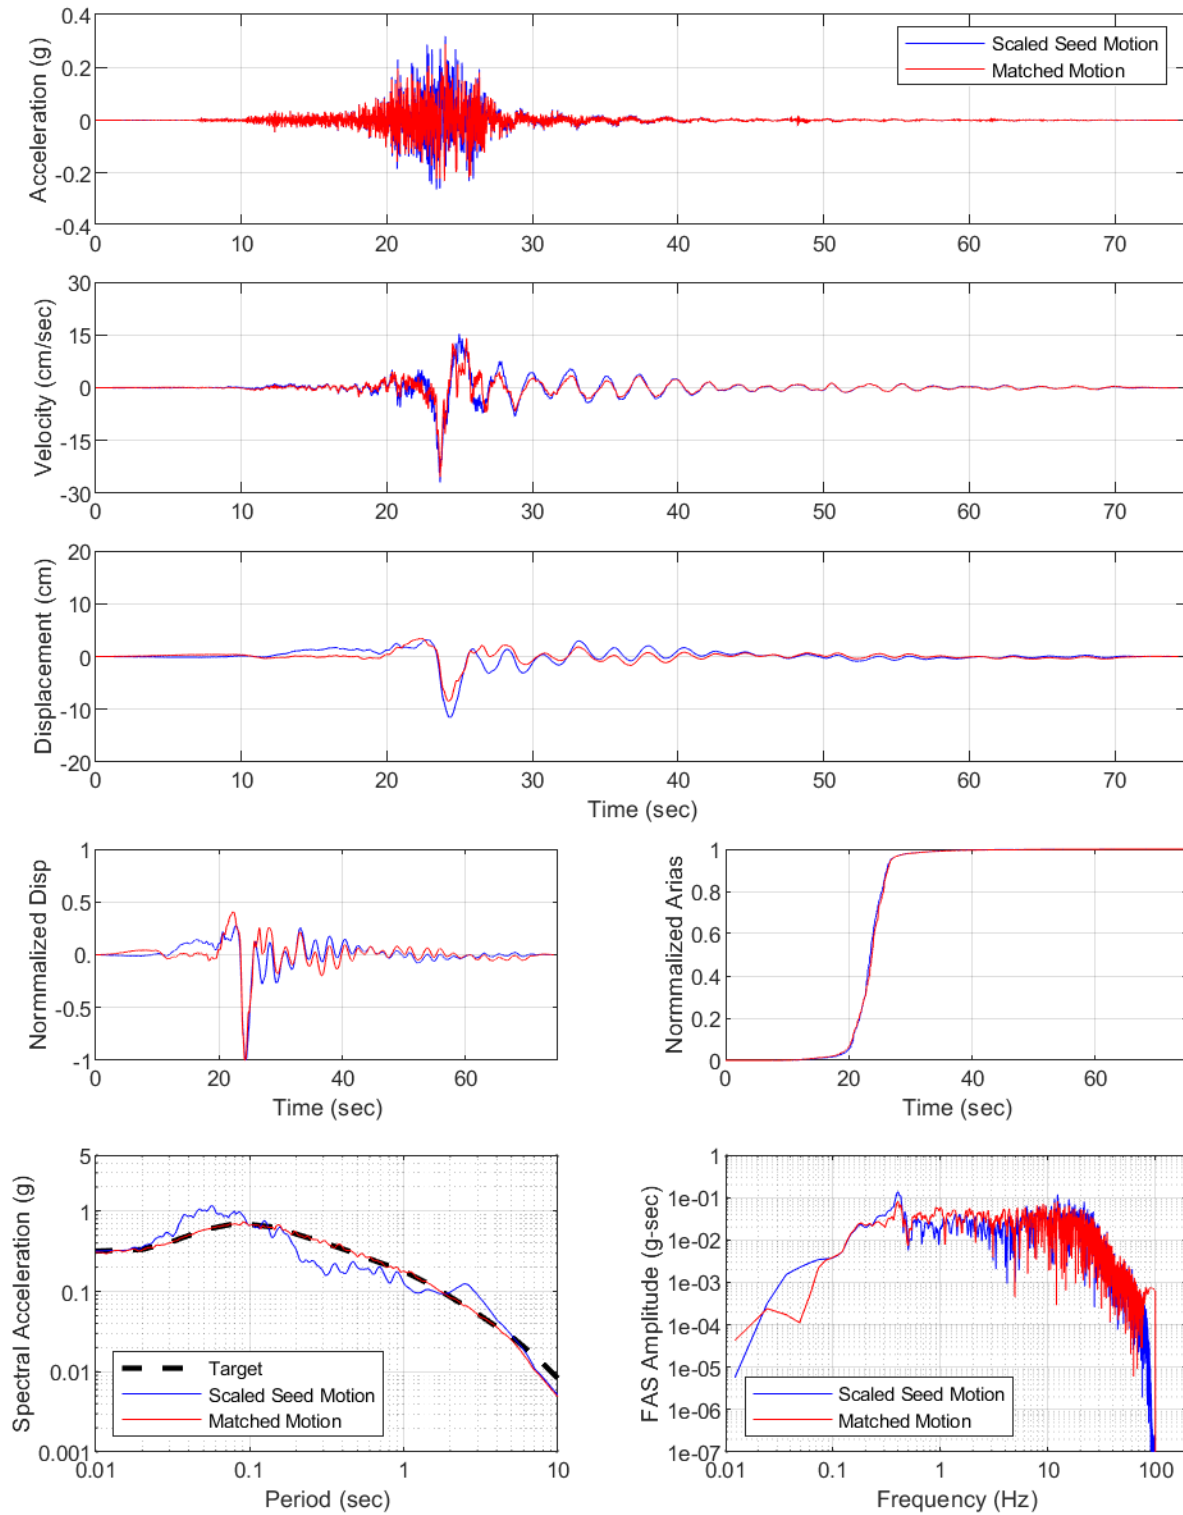 Acceleration (g)
0.4
0.2
0
-0.2
-0.4
Scaled Seed Motion
Matched Motion
0 10 20 30 40 50 60 70
Velocity (cm/sec)
30
15
0
-15
-30
0 10 20 30 40 50 60 70
Displacement (cm)
20
10
0
-10
-20
0 10 20 30 40 50 60 70
Time (sec)
Normmalized Disp
1
0.5
0.
-0.5
-1
0 20 40 60
Time (sec)
Normmalized Arias
1
0.8
0.6
0.4
0.2
0
0 20 40 60
Time (sec)
Spectral Acceleration (g)
5
1
0.1
0.01
0.001
Target
Scaled Seed Motion
Matched Motion
0.01 0.1 1 10
Period (sec)
FAS Amplitude (g-sec)
1
1e-01
1e-02
1e-03
1e-04
1e-05
1e-06
1e-07
Scaled Seed Motion
Matched Motion
0.01 0.1 1 10 100
Frequency (Hz)